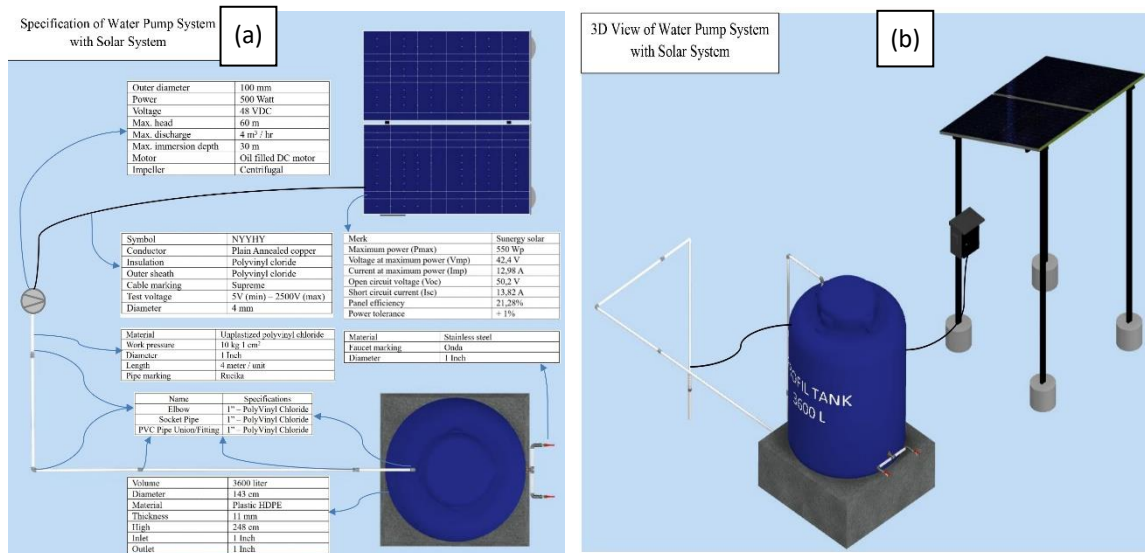 Specification of Water Pump System
with Solar System
(a)
Outer diameter 100 mm
Power 500 Watt
Voltage 48 VDC
Max. head 60 m
Max. discharge 4 m³ / hr
Max. immersion depth 30 m
Motor Oil filled DC motor
Impeller Centrifugal
Symbol NYYHY
Conductor Plain Annealed copper
Insulation Polyvinyl cloride
Outer sheath Polyvinyl cloride
Cable marking Supreme
Test voltage 5V (min) – 2500V (max)
Diameter 4 mm
Merk Sunergy solar
Maximum power (Pmax) 550 Wp
Voltage at maximum power (Vmp) 42,4 V
Current at maximum power (Imp) 12,98 A
Open circuit voltage (Voc) 50,2 V
Short circuit current (Isc) 13,82 A
Panel efficiency 21,28%
Power tolerance + 1%
Material Unplastized polyvinyl chloride
Work pressure 10 kg 1 cm²
Diameter 1 Inch
Length 4 meter / unit
Pipe marking Rucika
Material Stainless steel
Faucet marking Onda
Diameter 1 Inch
Name Specifications
Elbow 1" – PolyVinyl Chloride
Socket Pipe 1" – PolyVinyl Chloride
PVC Pipe Union/Fitting 1" – PolyVinyl Chloride
Volume 3600 liter
Diameter 143 cm
Material Plastic HDPE
Thickness 11 mm
High 248 cm
Inlet 1 Inch
Outlet 1 Inch
3D View of Water Pump System
with Solar System
(b)
OFIL TANK
3600 L